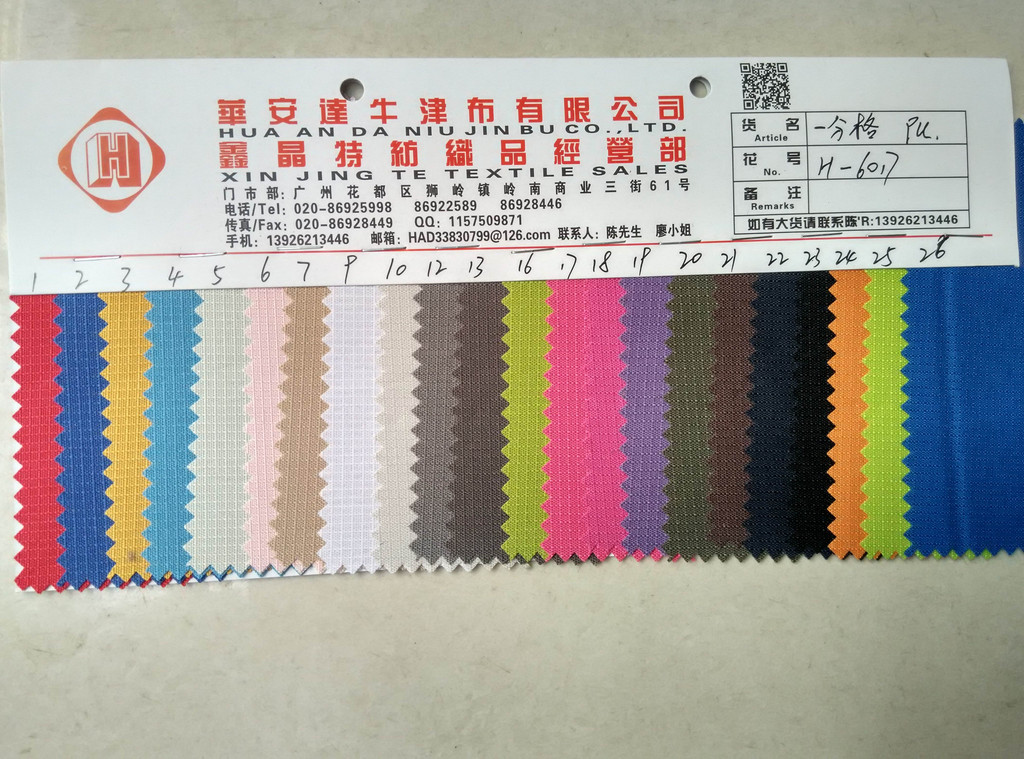 華安達牛津布有限公司
HUA AN DA NIU JIN BU CO.,LTD.
鑫晶特紡織品經營部
XIN JING TE TEXTILE SALES
门市部:广州花都区狮岭镇岭南商业三街61号
电话/Tel: 020-86925998 86922589 86928446
传真/Fax: 020-86928449 QQ: 1157509871
手机: 13926213446 邮箱: HAD33830799@126.com 联系人: 陈先生 廖小姐
H
货名 Article 一分格 PU.
花号 No. H-6017
备注 Remarks
如有大货请联系陈'R:13926213446
1 2 3 4 5 6 7 9 10 12 13 16 17 18 19 20 21 22 23 24 25 26